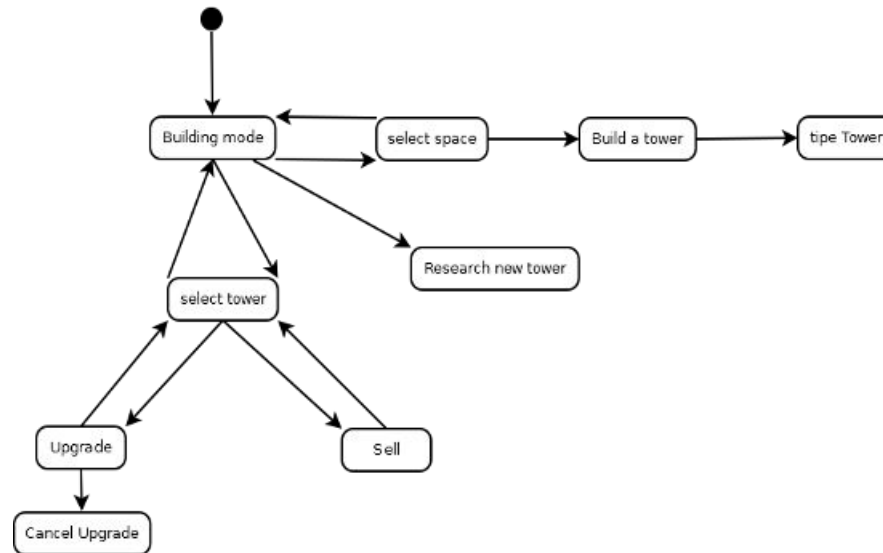 Building mode
select space
Build a tower
tipe Tower
Research new tower
select tower
Upgrade
Sell
Cancel Upgrade